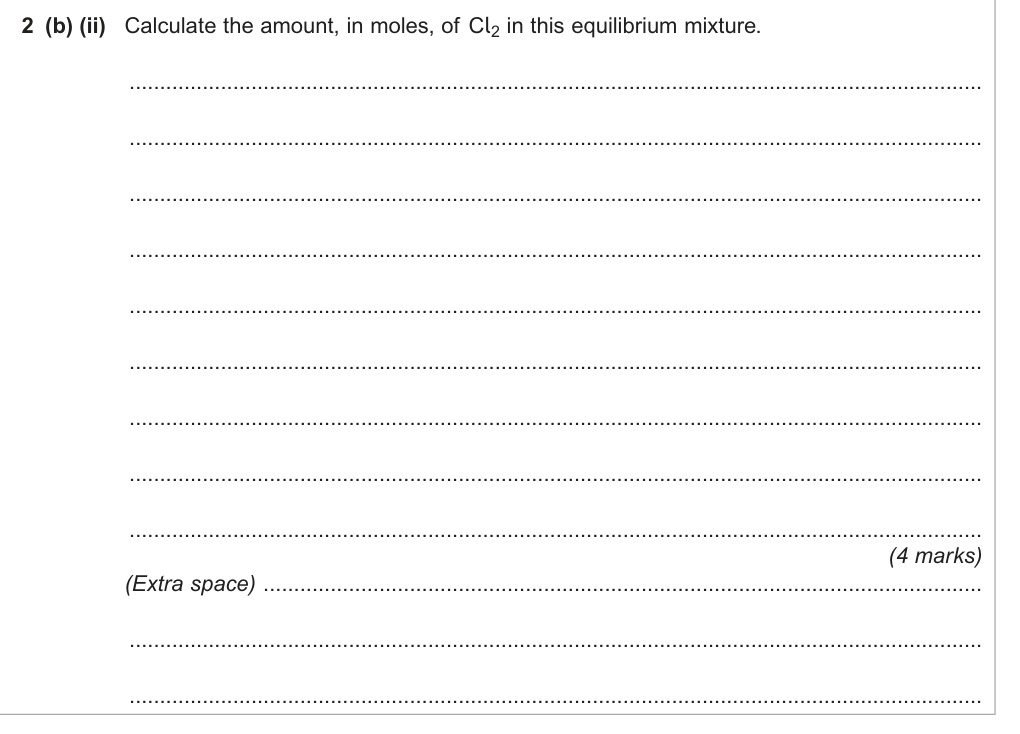 2 (b) (ii) Calculate the amount, in moles, of Cl₂ in this equilibrium mixture.
(4 marks)
(Extra space)